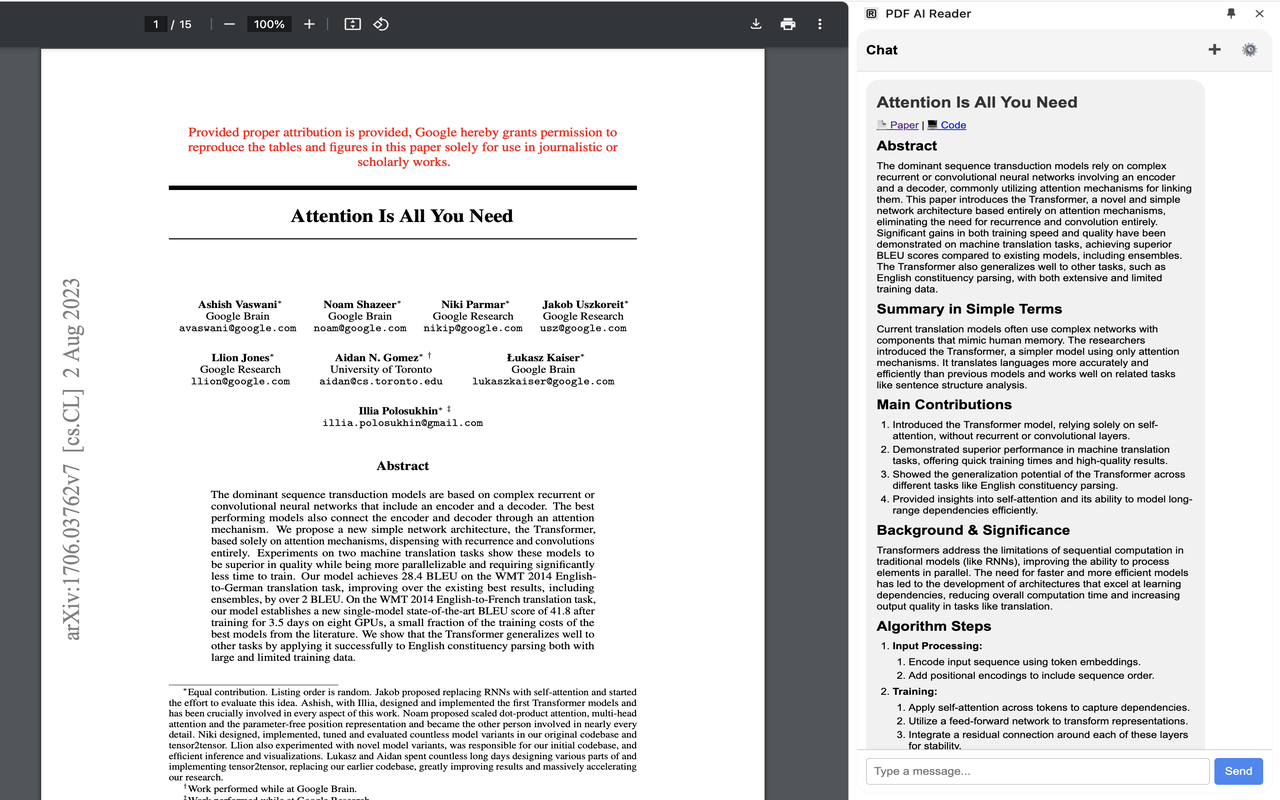 1 / 15
100%
Provided proper attribution is provided, Google hereby grants permission to
reproduce the tables and figures in this paper solely for use in journalistic or
scholarly works.
Attention Is All You Need
arXiv:1706.03762v7 [cs.CL] 2 Aug 2023
Ashish Vaswani* Noam Shazeer* Niki Parmar* Jakob Uszkoreit*
Google Brain Google Brain Google Research Google Research
avaswani@google.com noam@google.com nikip@google.com usz@google.com
Llion Jones* Aidan N. Gomez* † Łukasz Kaiser*
Google Research University of Toronto Google Brain
llion@google.com aidan@cs.toronto.edu lukaszkaiser@google.com
Illia Polosukhin* ‡
illia.polosukhin@gmail.com
Abstract
The dominant sequence transduction models are based on complex recurrent or
convolutional neural networks that include an encoder and a decoder. The best
performing models also connect the encoder and decoder through an attention
mechanism. We propose a new simple network architecture, the Transformer,
based solely on attention mechanisms, dispensing with recurrence and convolutions
entirely. Experiments on two machine translation tasks show these models to
be superior in quality while being more parallelizable and requiring significantly
less time to train. Our model achieves 28.4 BLEU on the WMT 2014 English-
to-German translation task, improving over the existing best results, including
ensembles, by over 2 BLEU. On the WMT 2014 English-to-French translation task,
our model establishes a new single-model state-of-the-art BLEU score of 41.8 after
training for 3.5 days on eight GPUs, a small fraction of the training costs of the
best models from the literature. We show that the Transformer generalizes well to
other tasks by applying it successfully to English constituency parsing both with
large and limited training data.
*Equal contribution. Listing order is random. Jakob proposed replacing RNNs with self-attention and started
the effort to evaluate this idea. Ashish, with Illia, designed and implemented the first Transformer models and
has been crucially involved in every aspect of this work. Noam proposed scaled dot-product attention, multi-head
attention and the parameter-free position representation and became the other person involved in nearly every
detail. Niki designed, implemented, tuned and evaluated countless model variants in our original codebase and
tensor2tensor. Llion also experimented with novel model variants, was responsible for our initial codebase, and
efficient inference and visualizations. Lukasz and Aidan spent countless long days designing various parts of and
implementing tensor2tensor, replacing our earlier codebase, greatly improving results and massively accelerating
our research.
†Work performed while at Google Brain.
‡Work performed while at Google Research.
PDF AI Reader
Chat
Attention Is All You Need
Paper | Code
Abstract
The dominant sequence transduction models rely on complex
recurrent or convolutional neural networks involving an encoder
and a decoder, commonly utilizing attention mechanisms for linking
them. This paper introduces the Transformer, a novel and simple
network architecture based entirely on attention mechanisms,
eliminating the need for recurrence and convolution entirely.
Significant gains in both training speed and quality have been
demonstrated on machine translation tasks, achieving superior
BLEU scores compared to existing models, including ensembles.
The Transformer also generalizes well to other tasks, such as
English constituency parsing, with both extensive and limited
training data.
Summary in Simple Terms
Current translation models often use complex networks with
components that mimic human memory. The researchers
introduced the Transformer, a simpler model using only attention
mechanisms. It translates languages more accurately and
efficiently than previous models and works well on related tasks
like sentence structure analysis.
Main Contributions
1. Introduced the Transformer model, relying solely on self-
attention, without recurrent or convolutional layers.
2. Demonstrated superior performance in machine translation
tasks, offering quick training times and high-quality results.
3. Showed the generalization potential of the Transformer across
different tasks like English constituency parsing.
4. Provided insights into self-attention and its ability to model long-
range dependencies efficiently.
Background & Significance
Transformers address the limitations of sequential computation in
traditional models (like RNNs), improving the ability to process
elements in parallel. The need for faster and more efficient models
has led to the development of architectures that excel at learning
dependencies, reducing overall computation time and increasing
output quality in tasks like translation.
Algorithm Steps
1. Input Processing:
1. Encode input sequence using token embeddings.
2. Add positional encodings to include sequence order.
2. Training:
1. Apply self-attention across tokens to capture dependencies.
2. Utilize a feed-forward network to transform representations.
3. Integrate a residual connection around each of these layers
for stability.
Type a message...
Send